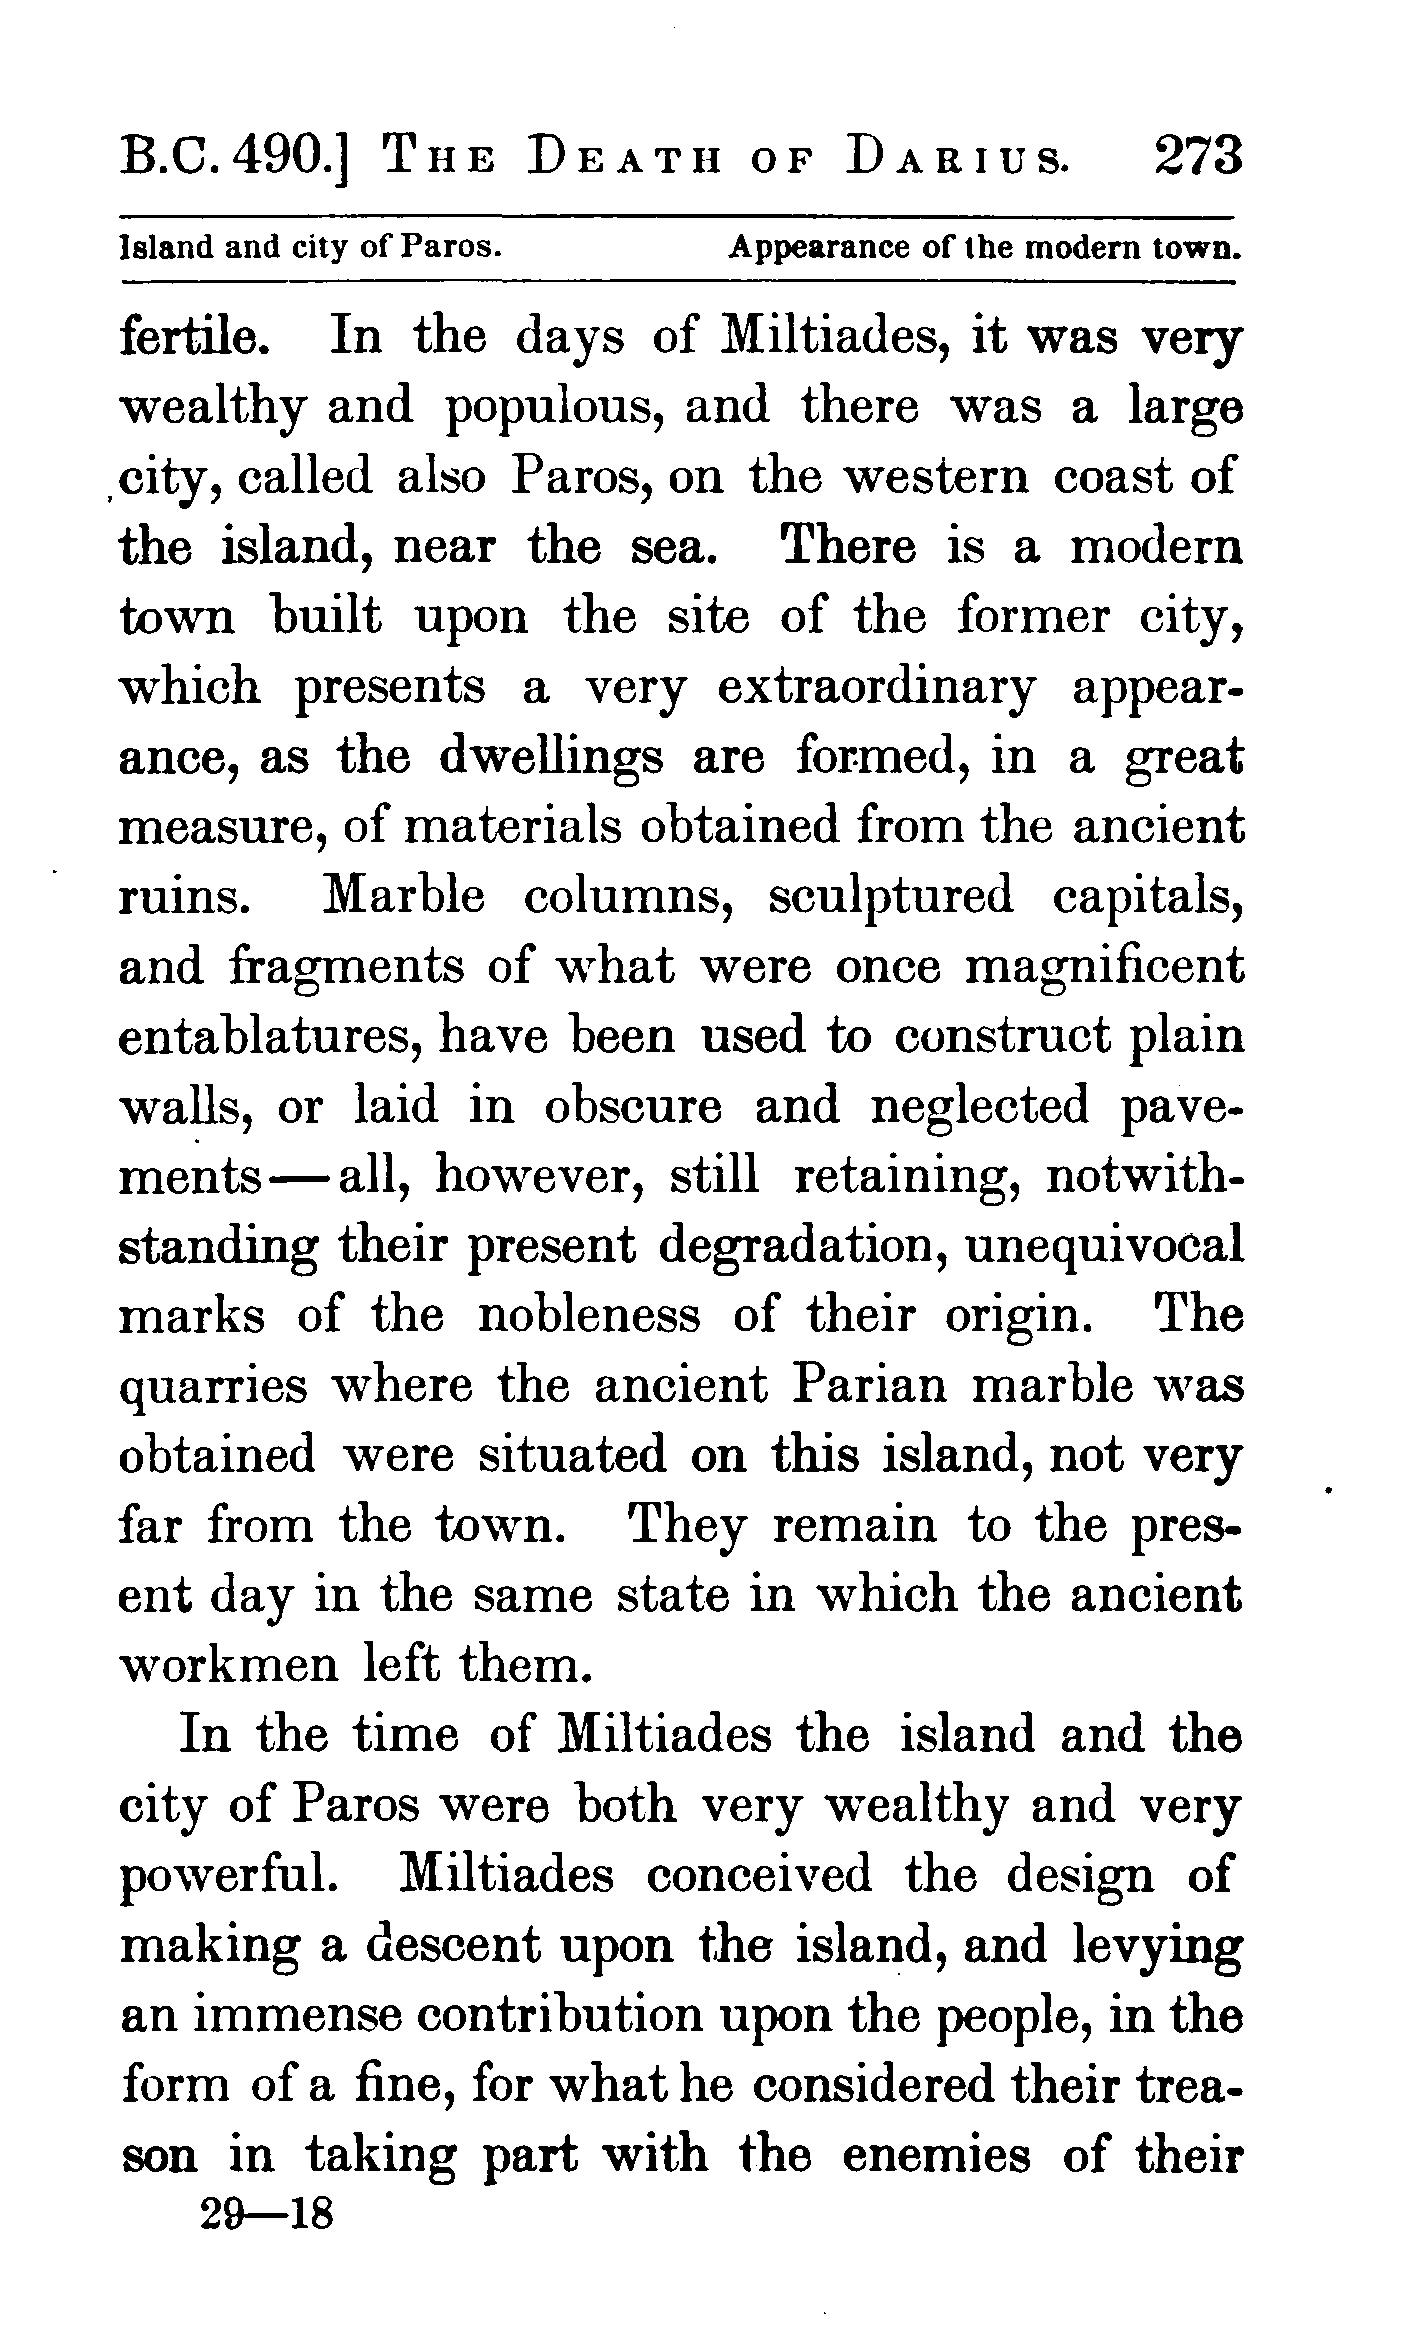 B.C. 490.] THE DEATH OF DARIUS. 273
Island and city of Paros. Appearance of the modern town.
fertile. In the days of Miltiades, it was very
wealthy and populous, and there was a large
city, called also Paros, on the western coast of
the island, near the sea. There is a modern
town built upon the site of the former city,
which presents a very extraordinary appear-
ance, as the dwellings are formed, in a great
measure, of materials obtained from the ancient
ruins. Marble columns, sculptured capitals,
and fragments of what were once magnificent
entablatures, have been used to construct plain
walls, or laid in obscure and neglected pave-
ments—all, however, still retaining, notwith-
standing their present degradation, unequivocal
marks of the nobleness of their origin. The
quarries where the ancient Parian marble was
obtained were situated on this island, not very
far from the town. They remain to the pres-
ent day in the same state in which the ancient
workmen left them.
In the time of Miltiades the island and the
city of Paros were both very wealthy and very
powerful. Miltiades conceived the design of
making a descent upon the island, and levying
an immense contribution upon the people, in the
form of a fine, for what he considered their trea-
son in taking part with the enemies of their
29—18